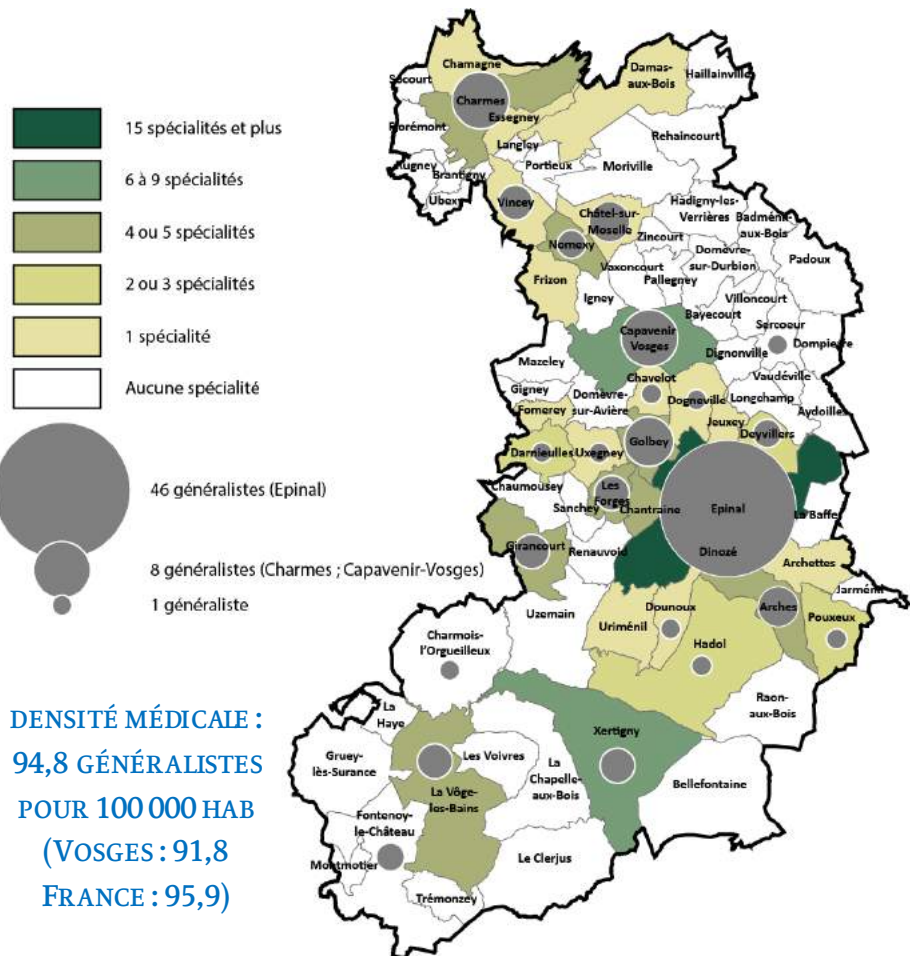 15 spécialités et plus
6 à 9 spécialités
4 ou 5 spécialités
2 ou 3 spécialités
1 spécialité
Aucune spécialité
46 généralistes (Epinal)
8 généralistes (Charmes ; Capavenir-Vosges)
1 généraliste
DENSITÉ MÉDICALE :
94,8 GÉNÉRALISTES
POUR 100 000 HAB
(VOSGES : 91,8
FRANCE : 95,9)
Chamagne
Damas-
aux-Bois
Haillainville
Socourt
Charmes
Essegney
Florémont
Langley
Rehaincourt
Rugney
Brantigny
Portieux
Moriville
Ubexy
Vincey
Châtel-sur-
Moselle
Hadigny-les-
Verrières
Badménil-
aux-Bois
Nomexy
Zincourt
Domèvre-
sur-Durbion
Padoux
Vaxoncourt
Pallegney
Frizon
Igney
Villoncourt
Bayecourt
Sercoeur
Capavenir
Vosges
Dignonville
Dompierre
Mazeley
Vaudéville
Gigney
Chavelot
Longchamp
Domèvre-
sur-Avière
Dogneville
Aydoilles
Fomerey
Jeuxey
Deyvillers
Golbey
Darnieulles
Uxegney
Chaumousey
Les
Forges
Sanchey
Chantraine
Epinal
La Baffe
Girancourt
Renauvoid
Dinozé
Archettes
Jarménil
Uzemain
Dounoux
Arches
Pouxeux
Uriménil
Hadol
Charmois-
l'Orgueilleux
Raon-
aux-Bois
La
Haye
Xertigny
Gruey-
lès-Surance
Les Voivres
La
Chapelle-
aux-Bois
Bellefontaine
La Vôge-
les-Bains
Fontenoy-
le-Château
Montmotier
Le Clerjus
Trémonzey